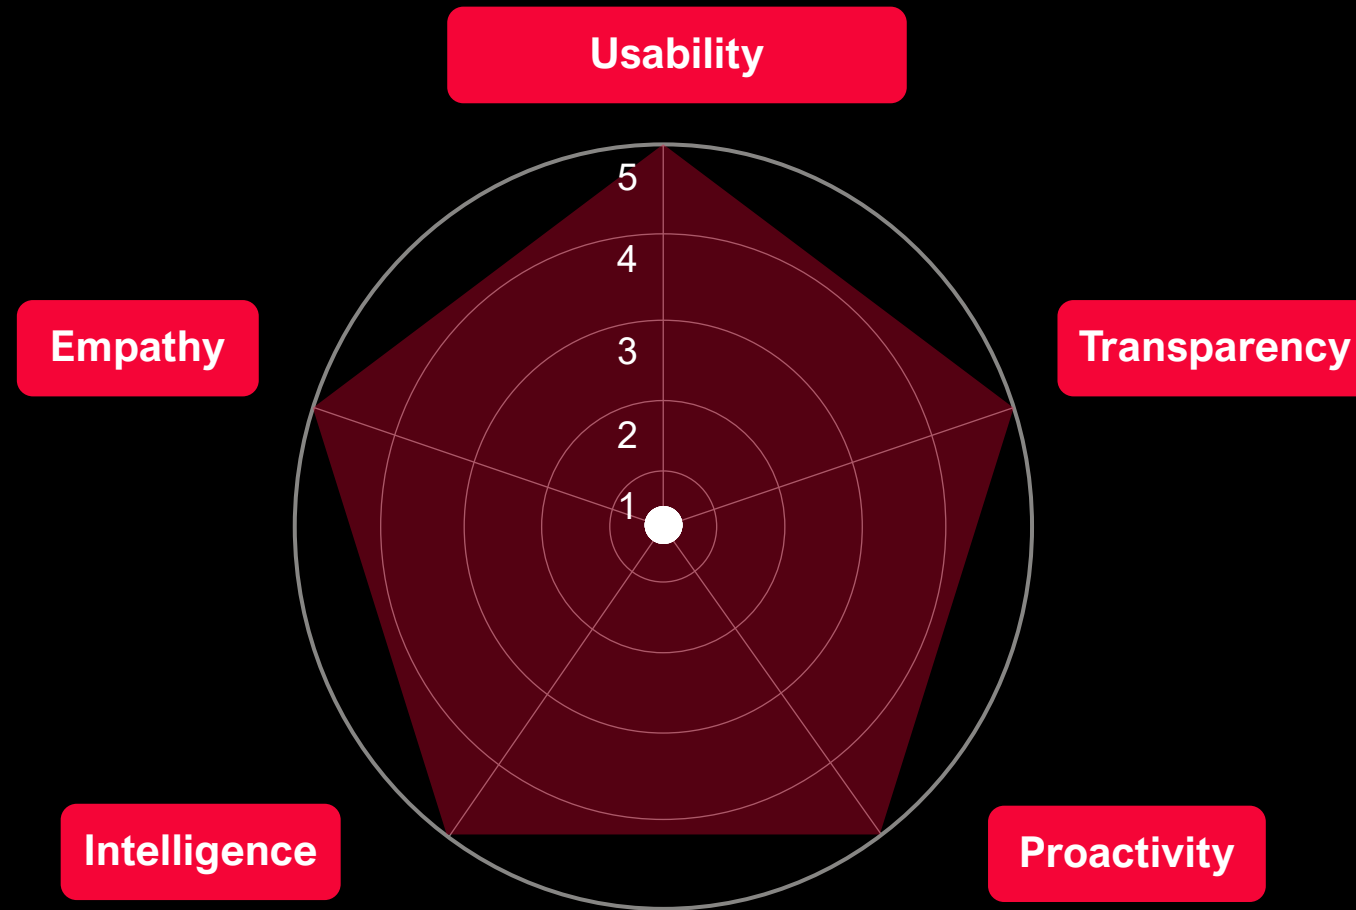 Usability
5
4
Empathy
Transparency
3
2
1
Intelligence
Proactivity